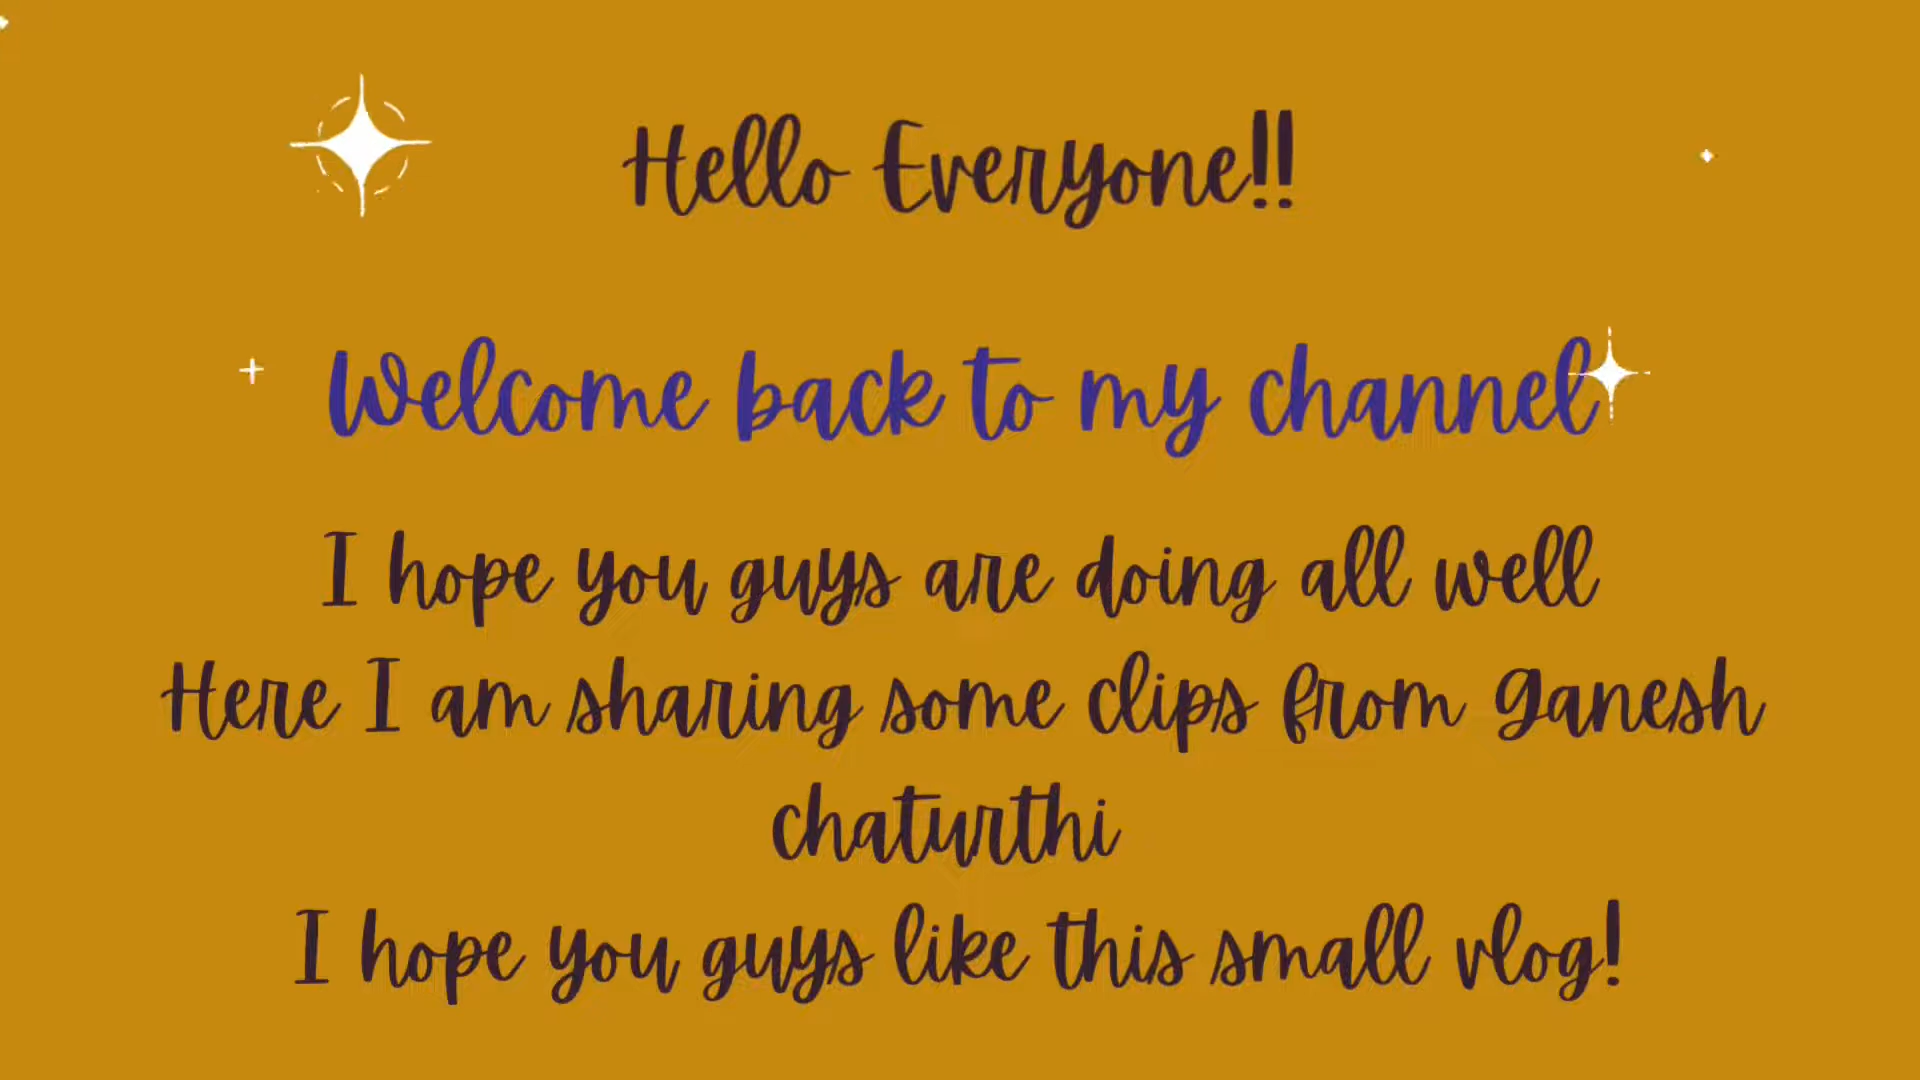 Hello Everyone!!
Welcome back to my channel
I hope you guys are doing all well
Here I am sharing some clips from Ganesh
chaturthi
I hope you guys like this small vlog!